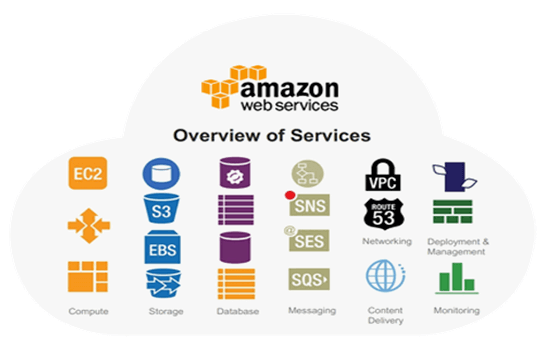 amazon
web services
Overview of Services
EC2
VPC
S3
SNS
ROUTE
53
EBS
@
SES
Networking
Deployment &
Management
SQS
Compute
Storage
Database
Messaging
Content
Delivery
Monitoring